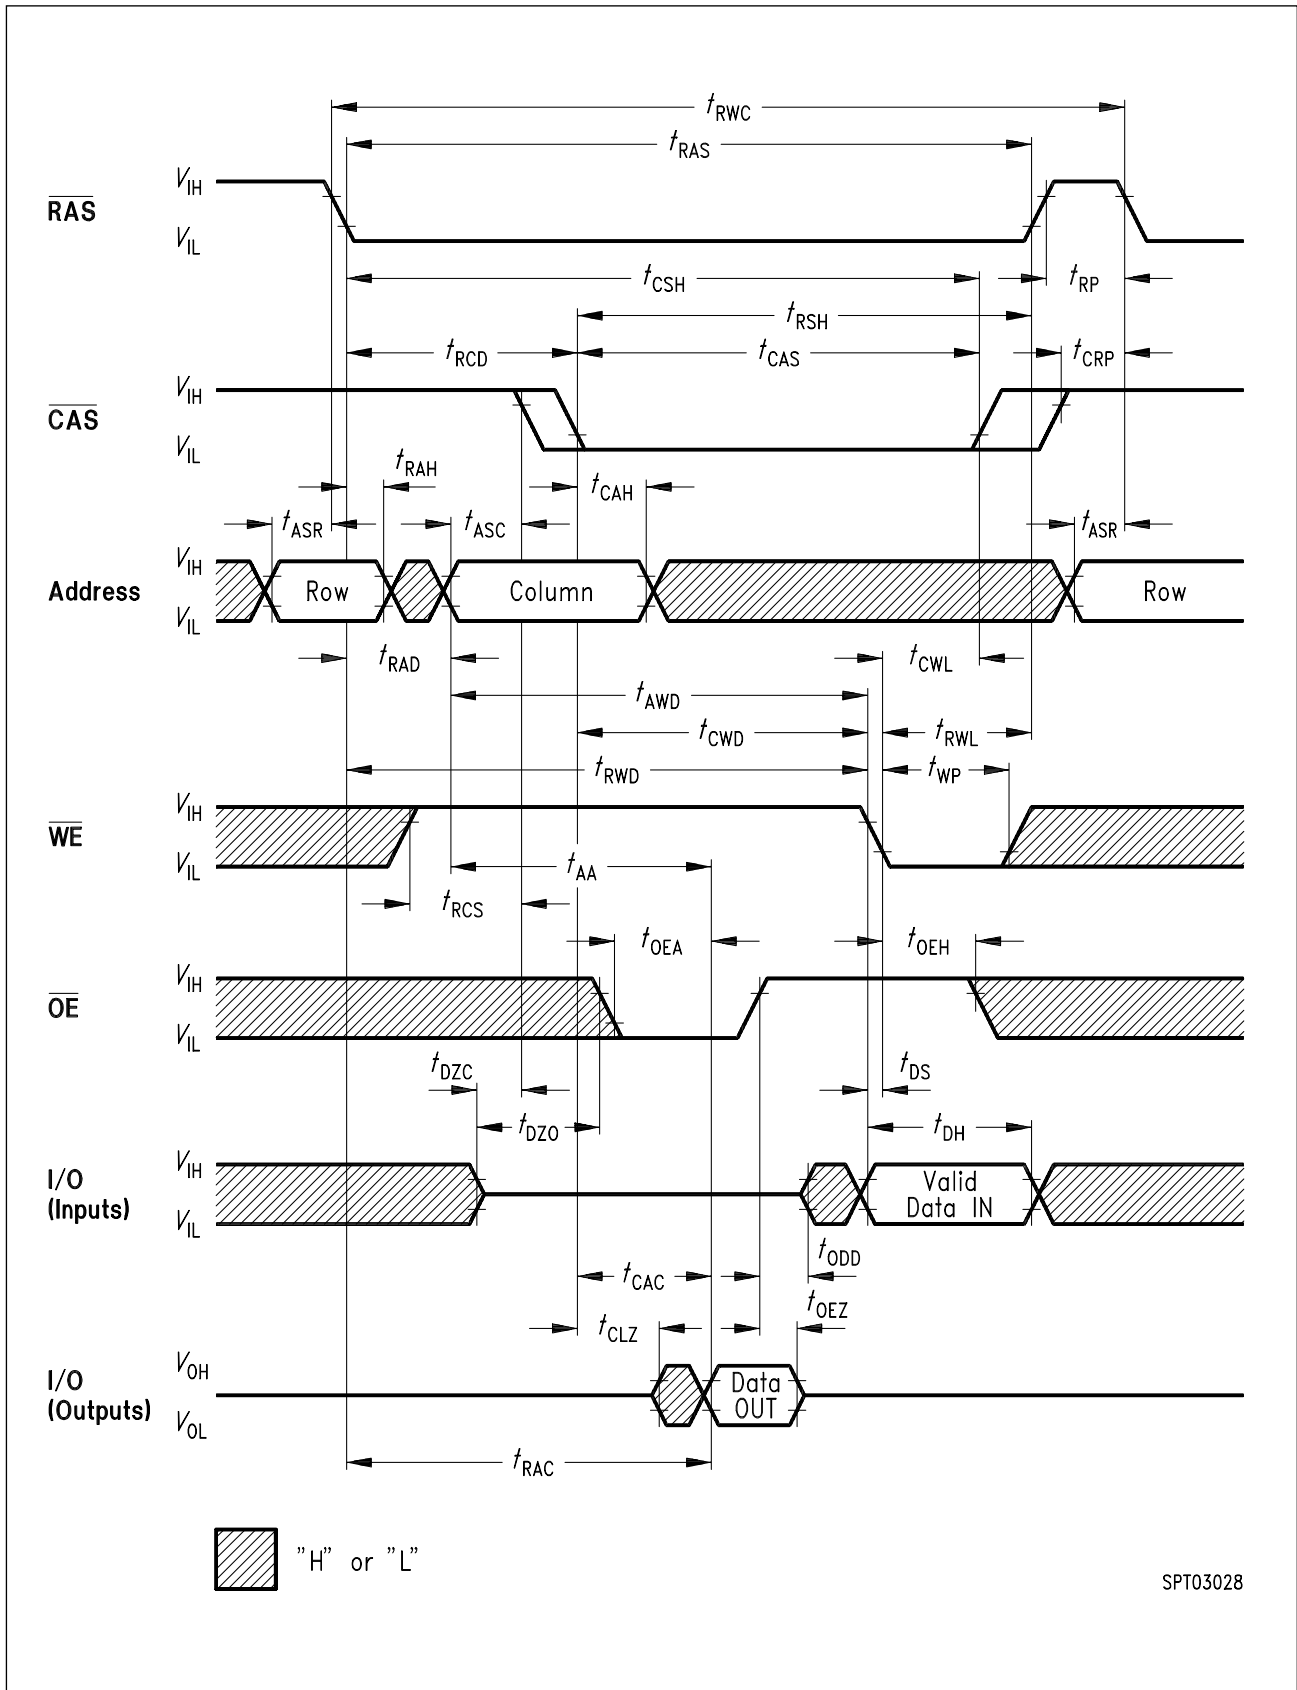 tRWC
tRAS
RAS VIH
VIL
tCSH tRP
tRSH
tRCD tCAS tCRP
CAS VIH
VIL
tRAH tCAH
tASR tASC tASR
Address VIH Row Column Row
VIL
tRAD tCWL
tAWD
tCWD tRWL
tRWD tWP
WE VIH
VIL
tAA
tRCS
tOEA tOEH
OE VIH
VIL
tDZC tDS
tDZO tDH
I/O VIH Valid
(Inputs) VIL Data IN
tODD
tCAC
tOEZ
tCLZ
I/O VOH Data
(Outputs) VOL OUT
tRAC
"H" or "L"
SPT03028